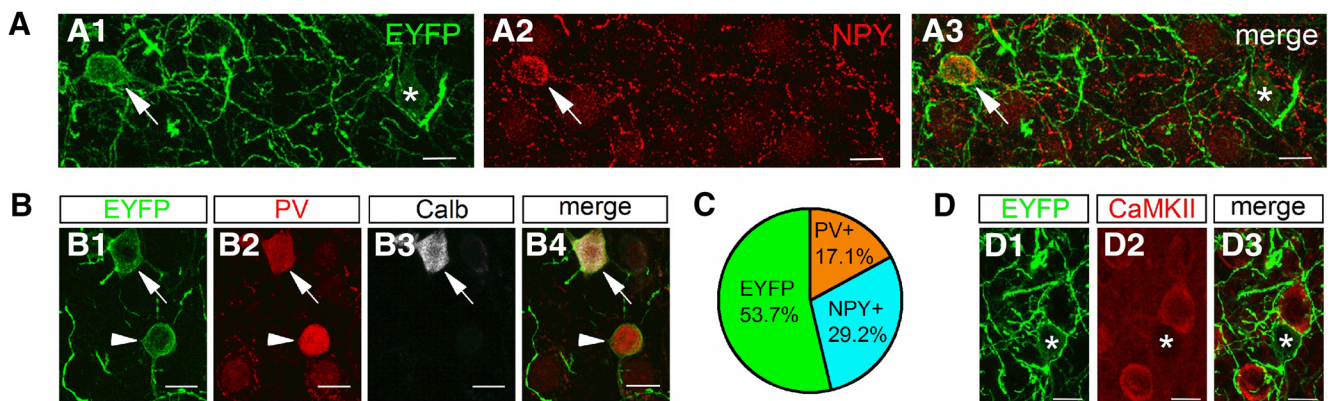 A
A1
EYFP
A2
NPY
A3
merge
*
*
B
EYFP
PV
Calb
merge
B1
B2
B3
B4
C
PV+
17.1%
EYFP
53.7%
NPY+
29.2%
D
EYFP
CaMKII
merge
D1
D2
D3
*
*
*